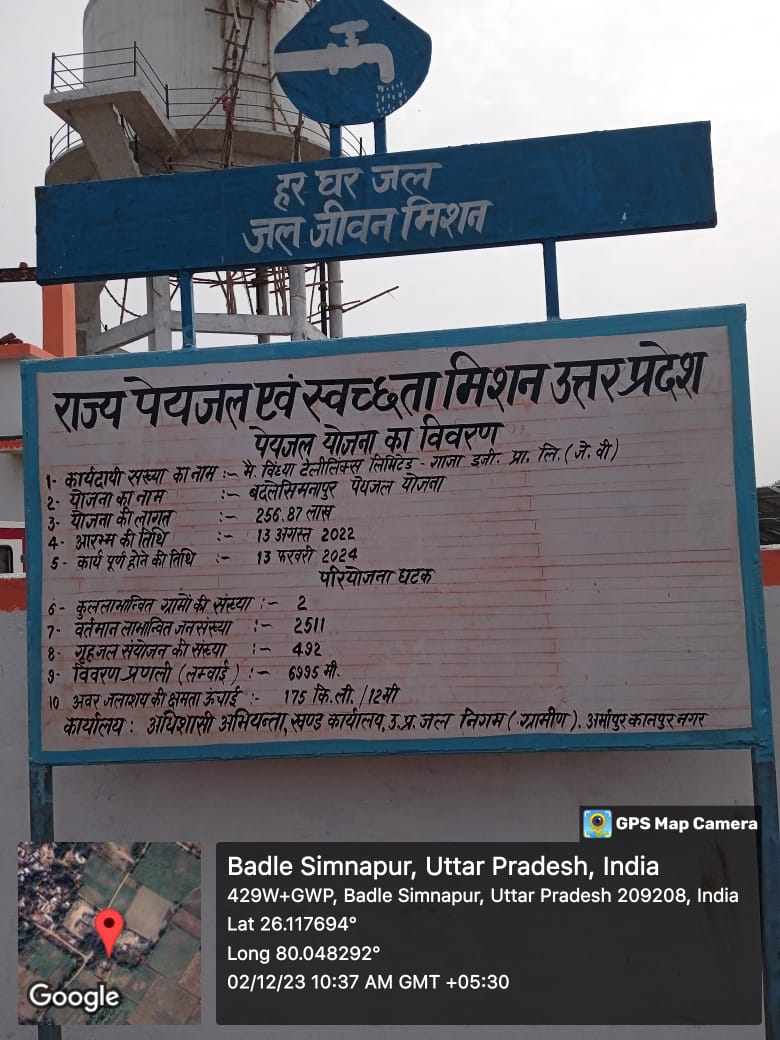 हर घर जल
जल जीवन मिशन
राज्य पेयजल एवं स्वच्छता मिशन उत्तर प्रदेश
पेयजल योजना का विवरण
1- कार्यदायी सस्था का नाम :- मै. विंध्या टेलीलिंक्स लिमिटेड - गाजा इंजी. प्रा. लि. (जे. वी)
2- योजना का नाम :- बदलेसिमनापुर पेयजल योजना
3- योजना की लागत :- 256.87 लास
4- आरम्भ की तिथि :- 13 अगस्त 2022
5- कार्य पूर्ण होने की तिथि :- 13 फरवरी 2024
परियोजना घटक
6- कुल लाभान्वित ग्रामों की संख्या :- 2
7- वर्तमान लाभान्वित जनसंख्या :- 2511
8- गृहजल संयोजन की संख्या :- 492
9- विवरण प्रणली (लम्बाई) :- 6995 मी.
10 अवर जलाशय की क्षमता ऊंचाई :- 175 कि.ली. /12मी
कार्यालय: अधिशासी अभियन्ता, खण्ड कार्यालय, उ.प्र. जल निगम (ग्रामीण). अर्मापुर कानपुर नगर
GPS Map Camera
Badle Simnapur, Uttar Pradesh, India
429W+GWP, Badle Simnapur, Uttar Pradesh 209208, India
Lat 26.117694°
Long 80.048292°
02/12/23 10:37 AM GMT +05:30
Google